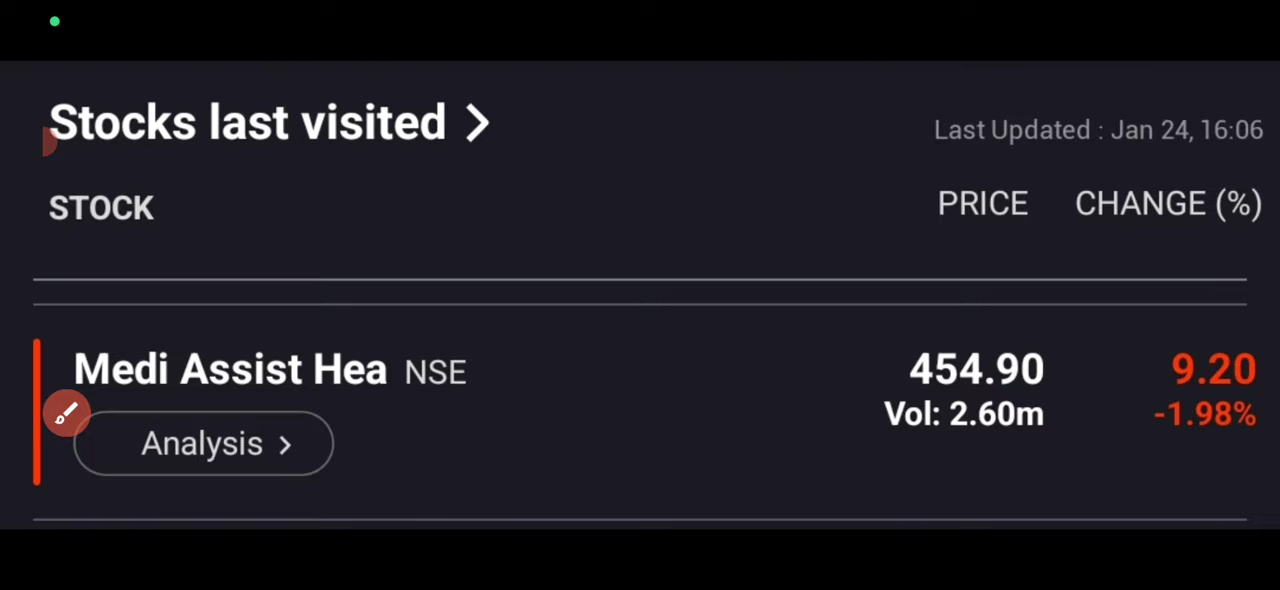 Stocks last visited >
Last Updated : Jan 24, 16:06
STOCK PRICE CHANGE (%)
Medi Assist Hea NSE 454.90 9.20
Vol: 2.60m -1.98%
Analysis >